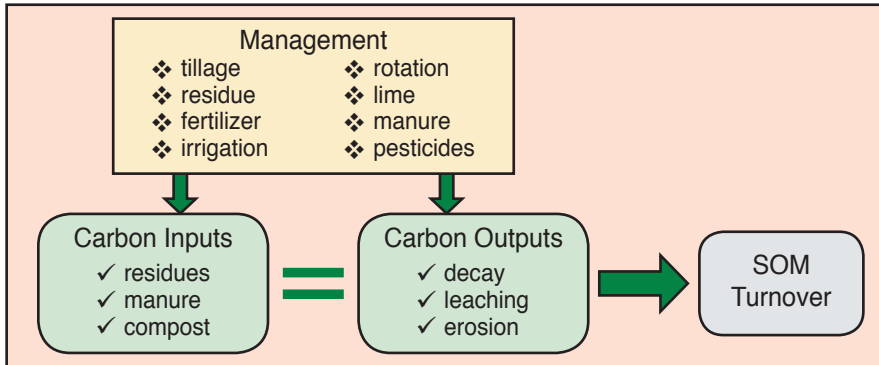 Management
❖ tillage
❖ residue
❖ fertilizer
❖ irrigation
❖ rotation
❖ lime
❖ manure
❖ pesticides
Carbon Inputs
✓ residues
✓ manure
✓ compost
Carbon Outputs
✓ decay
✓ leaching
✓ erosion
SOM
Turnover